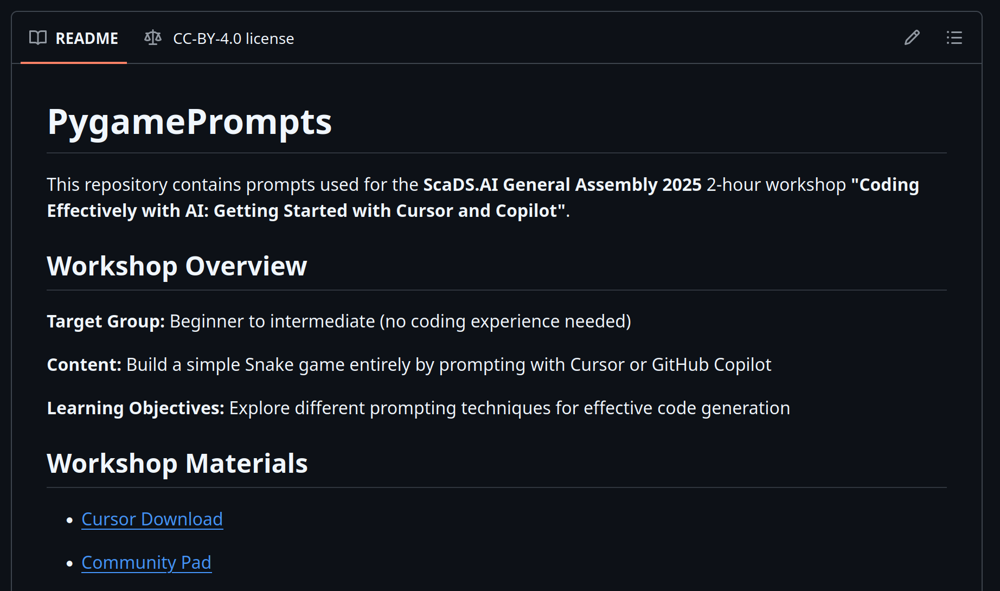 README
CC-BY-4.0 license
PygamePrompts
This repository contains prompts used for the ScaDS.AI General Assembly 2025 2-hour workshop "Coding
Effectively with AI: Getting Started with Cursor and Copilot".
Workshop Overview
Target Group: Beginner to intermediate (no coding experience needed)
Content: Build a simple Snake game entirely by prompting with Cursor or GitHub Copilot
Learning Objectives: Explore different prompting techniques for effective code generation
Workshop Materials
Cursor Download
Community Pad